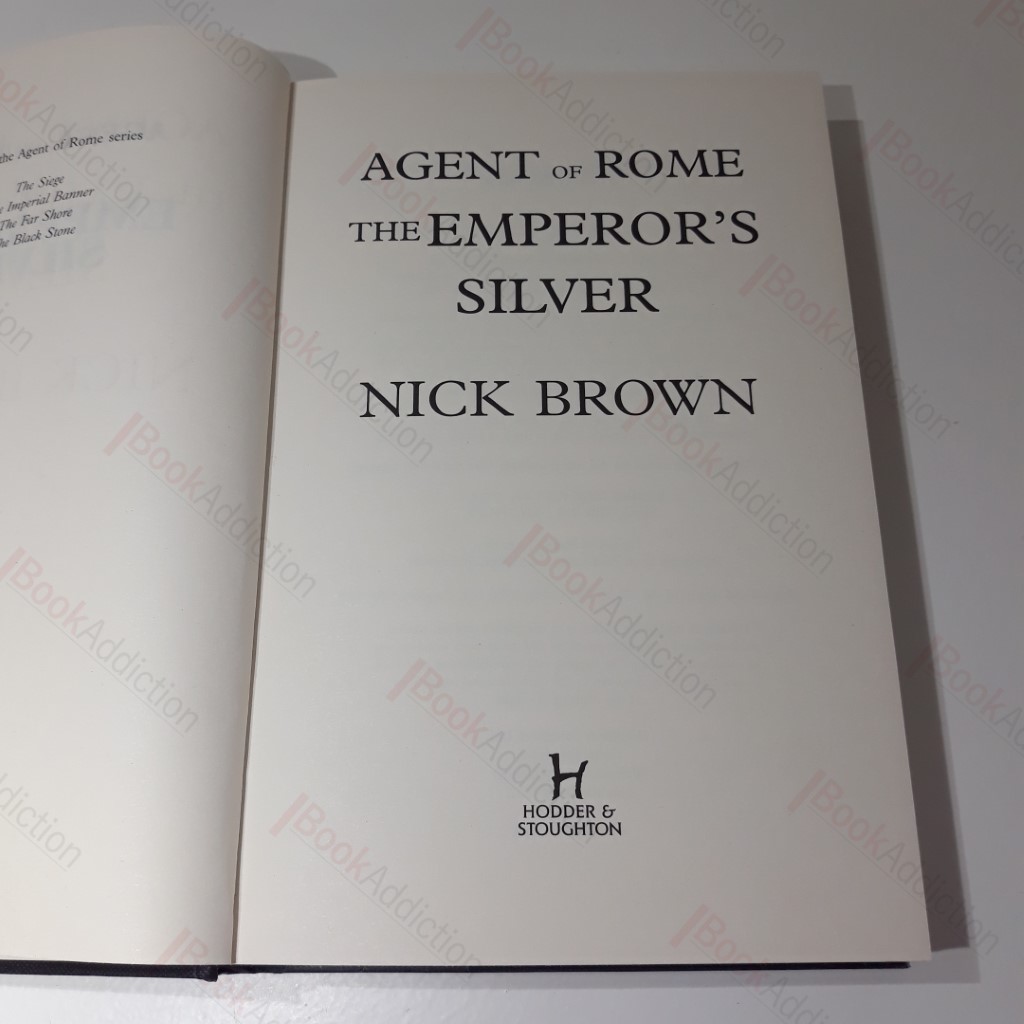 the Agent of Rome series
The Siege
Imperial Banner
The Far Shore
The Black Stone
AGENT OF ROME
THE EMPEROR'S
SILVER
NICK BROWN
H
HODDER &
STOUGHTON
BookAddiction